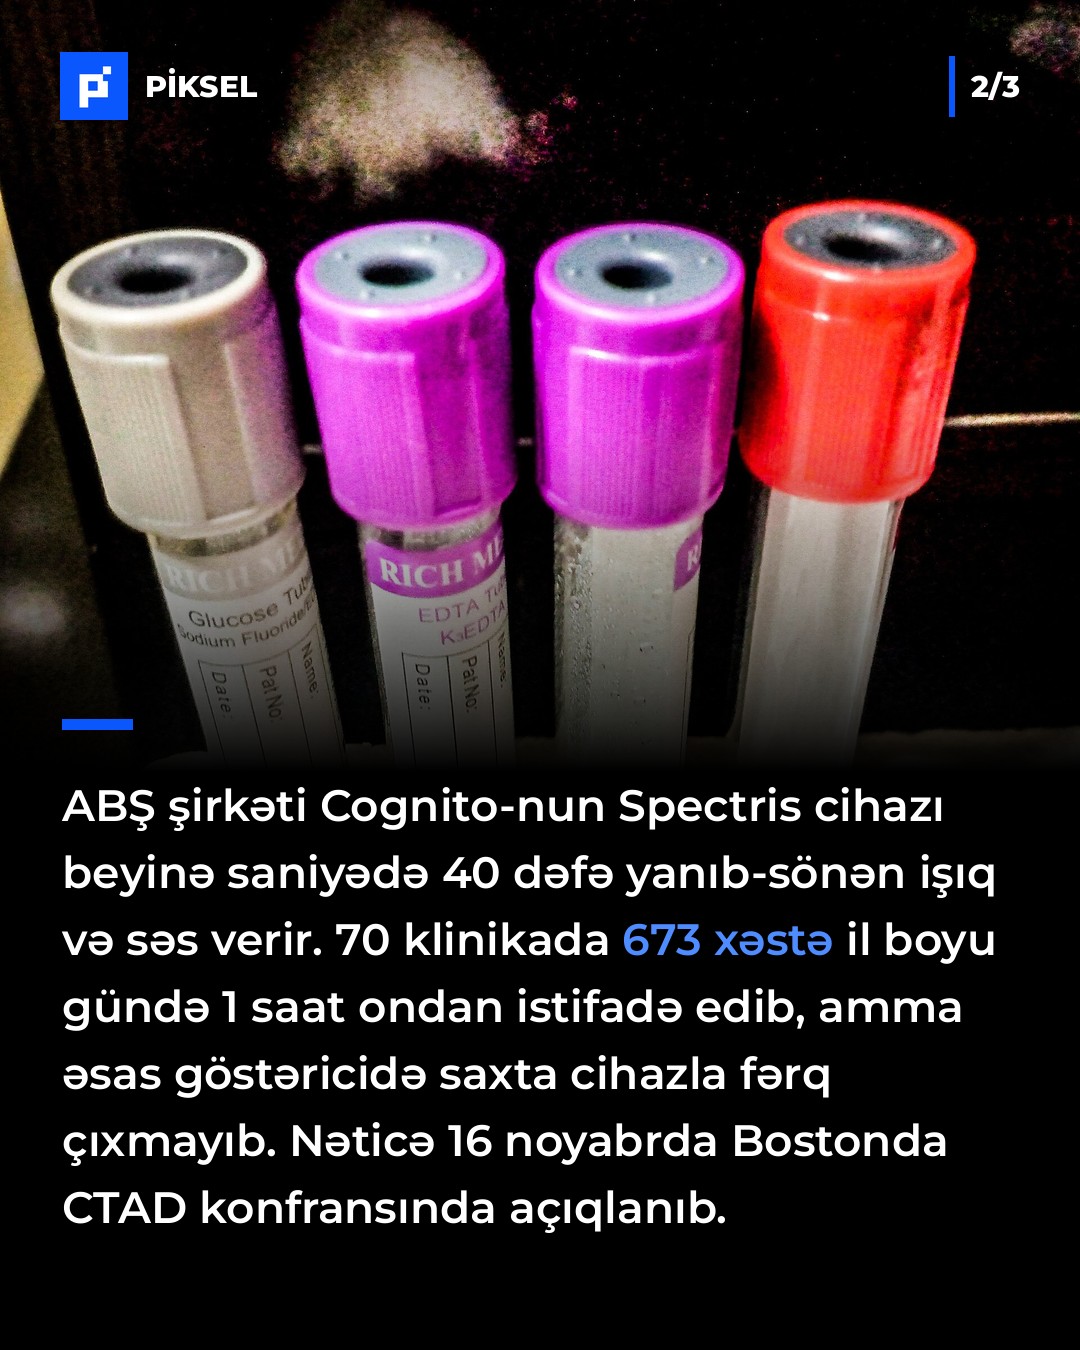 PİKSEL
2/3
RICH ME
Glucose Tub
Sodium Fluoride/
Name:
Pat No:
Date:
RICH ME
EDTA Tu
K₃EDTA
Name:
Pat No:
Date:
R
ABŞ şirkəti Cognito-nun Spectris cihazı
beyinə saniyədə 40 dəfə yanıb-sönən işıq
və səs verir. 70 klinikada 673 xəstə il boyu
gündə 1 saat ondan istifadə edib, amma
əsas göstəricidə saxta cihazla fərq
çıxmayıb. Nəticə 16 noyabrda Bostonda
CTAD konfransında açıqlanıb.